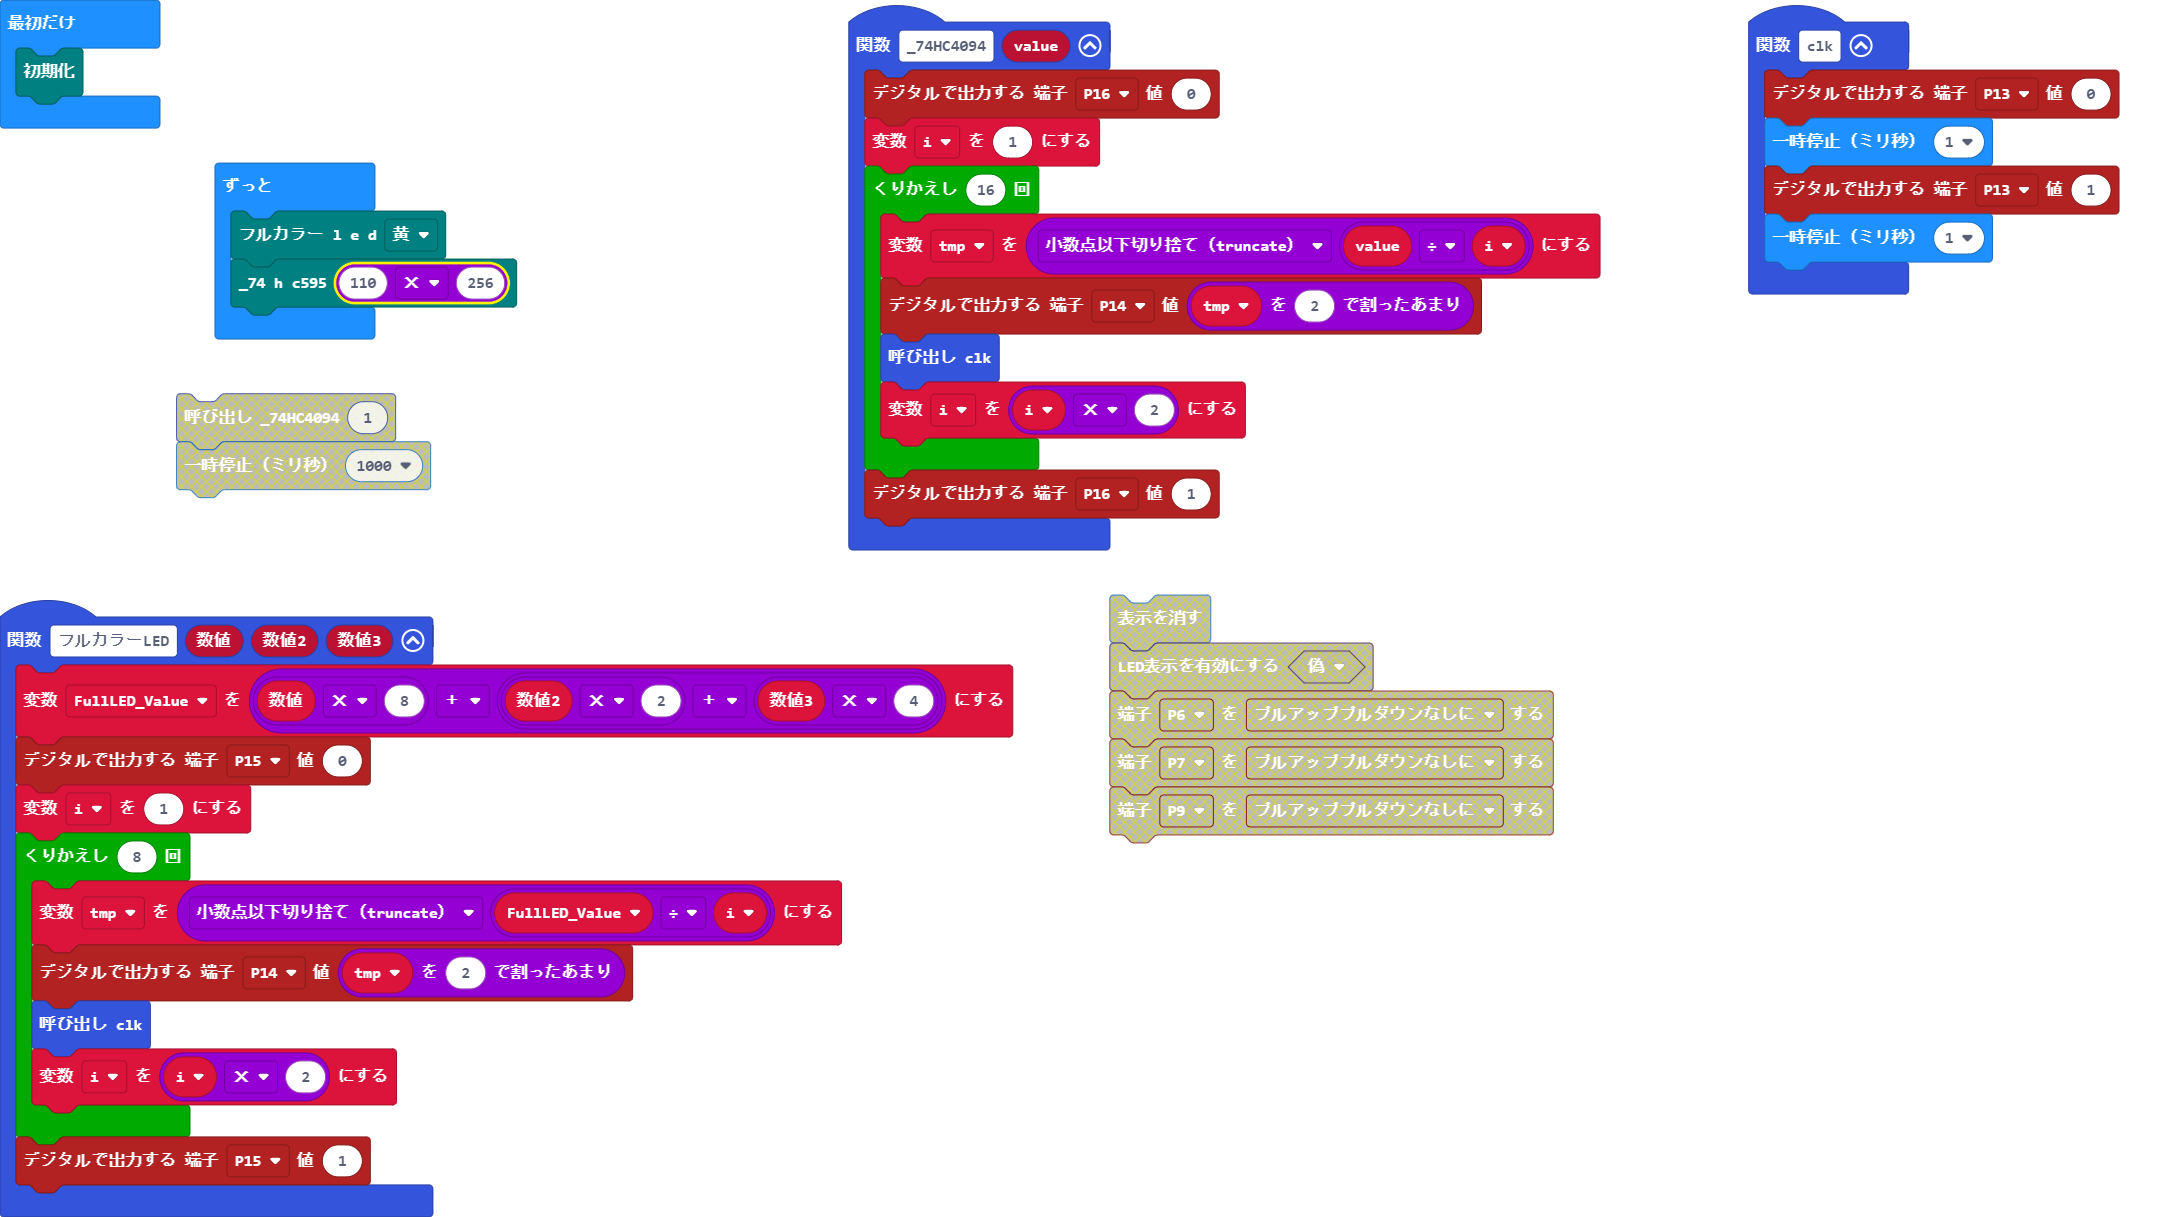 最初だけ
初期化
ずっと
フルカラー l e d 黄
_74 h c595 110 × 256
呼び出し _74HC4094 1
一時停止（ミリ秒） 1000
関数 _74HC4094 value
デジタルで出力する 端子 P16 値 0
変数 i を 1 にする
くりかえし 16 回
変数 tmp を 小数点以下切り捨て（truncate） value ÷ i にする
デジタルで出力する 端子 P14 値 tmp を 2 で割ったあまり
呼び出し clk
変数 i を i × 2 にする
デジタルで出力する 端子 P16 値 1
関数 clk
デジタルで出力する 端子 P13 値 0
一時停止（ミリ秒） 1
デジタルで出力する 端子 P13 値 1
一時停止（ミリ秒） 1
関数 フルカラーLED 数値 数値2 数値3
変数 FullLED_Value を 数値 × 8 + 数値2 × 2 + 数値3 × 4 にする
デジタルで出力する 端子 P15 値 0
変数 i を 1 にする
くりかえし 8 回
変数 tmp を 小数点以下切り捨て（truncate） FullLED_Value ÷ i にする
デジタルで出力する 端子 P14 値 tmp を 2 で割ったあまり
呼び出し clk
変数 i を i × 2 にする
デジタルで出力する 端子 P15 値 1
表示を消す
LED表示を有効にする 偽
端子 P6 を プルアッププルダウンなしに する
端子 P7 を プルアッププルダウンなしに する
端子 P9 を プルアッププルダウンなしに する